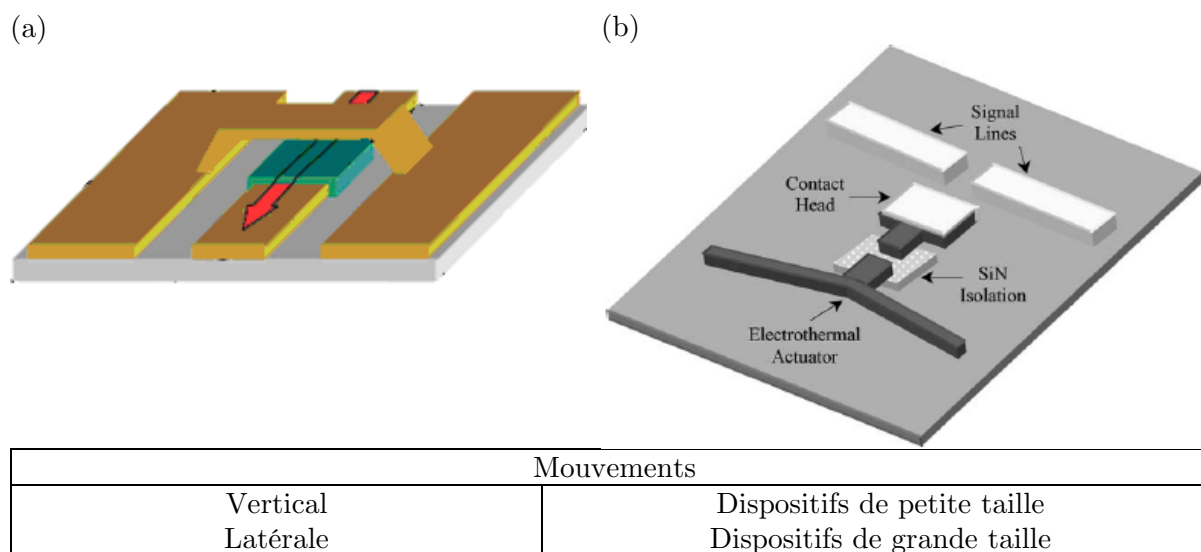 (a)
(b)
Signal
Lines
Contact
Head
SiN
Isolation
Electrothermal
Actuator
Mouvements
Vertical Dispositifs de petite taille
Latérale Dispositifs de grande taille